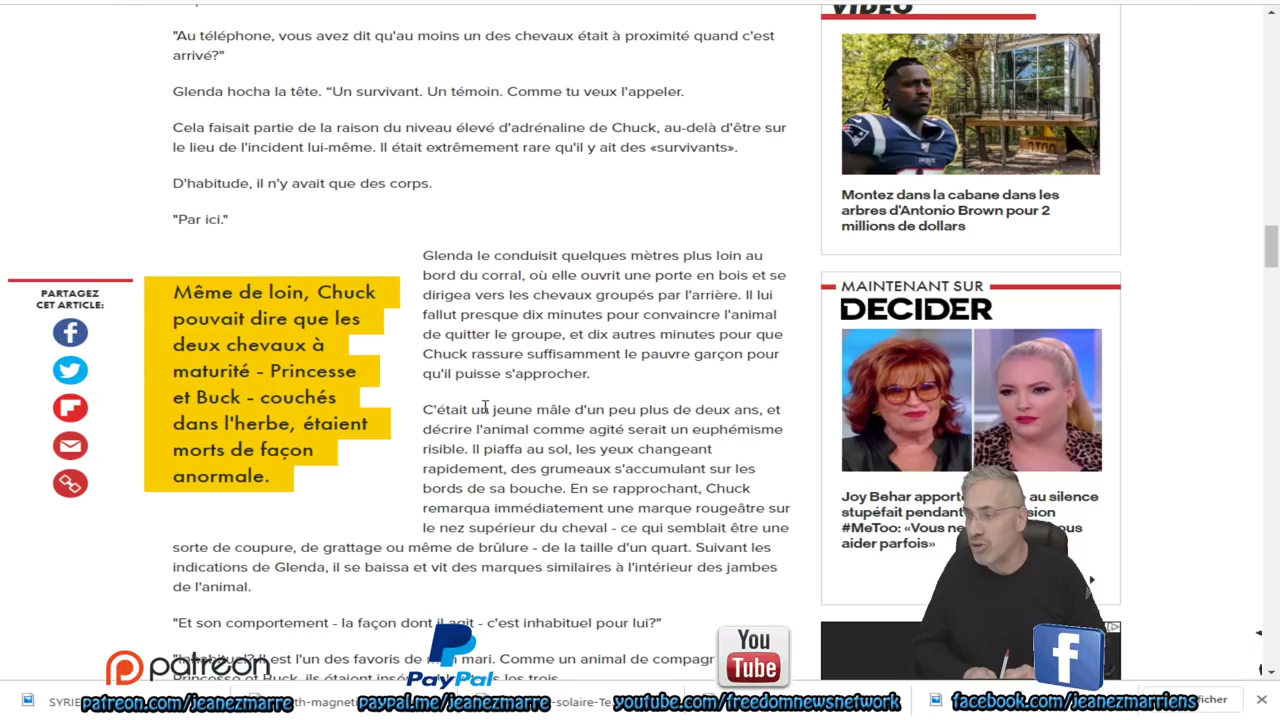 "Au téléphone, vous avez dit qu'au moins un des chevaux était à proximité quand c'est
arrivé?"
Glenda hocha la tête. “Un survivant. Un témoin. Comme tu veux l'appeler.
Cela faisait partie de la raison du niveau élevé d'adrénaline de Chuck, au-delà d'être sur
le lieu de l'incident lui-même. Il était extrêmement rare qu'il y ait des «survivants».
D'habitude, il n'y avait que des corps.
"Par ici."
PARTAGEZ
CET ARTICLE:
Même de loin, Chuck
pouvait dire que les
deux chevaux à
maturité - Princesse
et Buck - couchés
dans l'herbe, étaient
morts de façon
anormale.
Glenda le conduisit quelques mètres plus loin au
bord du corral, où elle ouvrit une porte en bois et se
dirigea vers les chevaux groupés par l'arrière. Il lui
fallut presque dix minutes pour convaincre l'animal
de quitter le groupe, et dix autres minutes pour que
Chuck rassure suffisamment le pauvre garçon pour
qu'il puisse s'approcher.
C'était un jeune mâle d'un peu plus de deux ans, et
décrire l'animal comme agité serait un euphémisme
risible. Il piaffa au sol, les yeux changeant
rapidement, des grumeaux s'accumulant sur les
bords de sa bouche. En se rapprochant, Chuck
remarqua immédiatement une marque rougeâtre sur
le nez supérieur du cheval - ce qui semblait être une
sorte de coupure, de grattage ou même de brûlure - de la taille d'un quart. Suivant les
indications de Glenda, il se baissa et vit des marques similaires à l'intérieur des jambes
de l'animal.
"Et son comportement - la façon dont il agit - c'est inhabituel pour lui?"
est l'un des favoris de mari. Comme un animal de
VIDEO
Montez dans la cabane dans les
arbres d'Antonio Brown pour 2
millions de dollars
MAINTENANT SUR
DECIDER
Joy Behar au silence
stupéfait pendant
#MeToo: «Vous
aider parfois»
patreon
PayPal
You
Tube
f
SYRIE
patreon.com/jeanezmarre
paypal.me/jeanezmarre
youtube.com/freedomnewsnetwork
facebook.com/jeanezmarriens